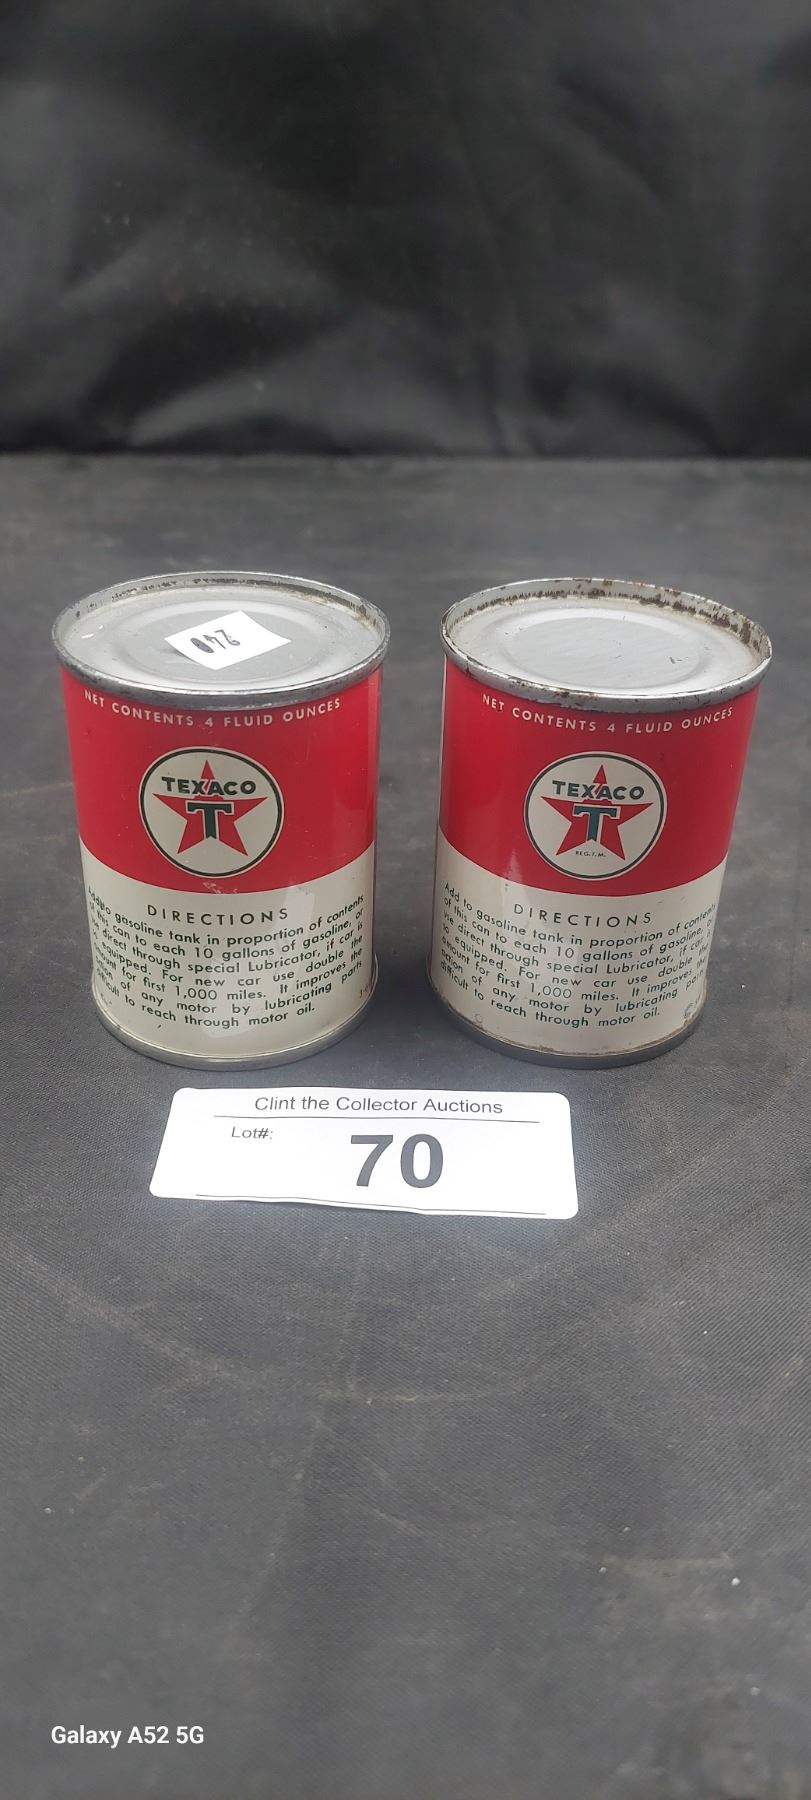 240
NET CONTENTS 4 FLUID OUNCES
TEXACO
T
DIRECTIONS
Add to gasoline tank in proportion of contents
of this can to each 10 gallons of gasoline, or
use direct through special Lubricator, if car is
so equipped. For new car use double the
amount for first 1,000 miles. It improves
action of any motor by lubricating parts
difficult to reach through motor oil.
NET CONTENTS 4 FLUID OUNCES
TEXACO
T
REG. T. M.
DIRECTIONS
Add to gasoline tank in proportion of contents
of this can to each 10 gallons of gasoline, or
use direct through special Lubricator, if car is
so equipped. For new car use double the
amount for first 1,000 miles. It improves the
action of any motor by lubricating parts
difficult to reach through motor oil.
Clint the Collector Auctions
Lot#: 70
Galaxy A52 5G